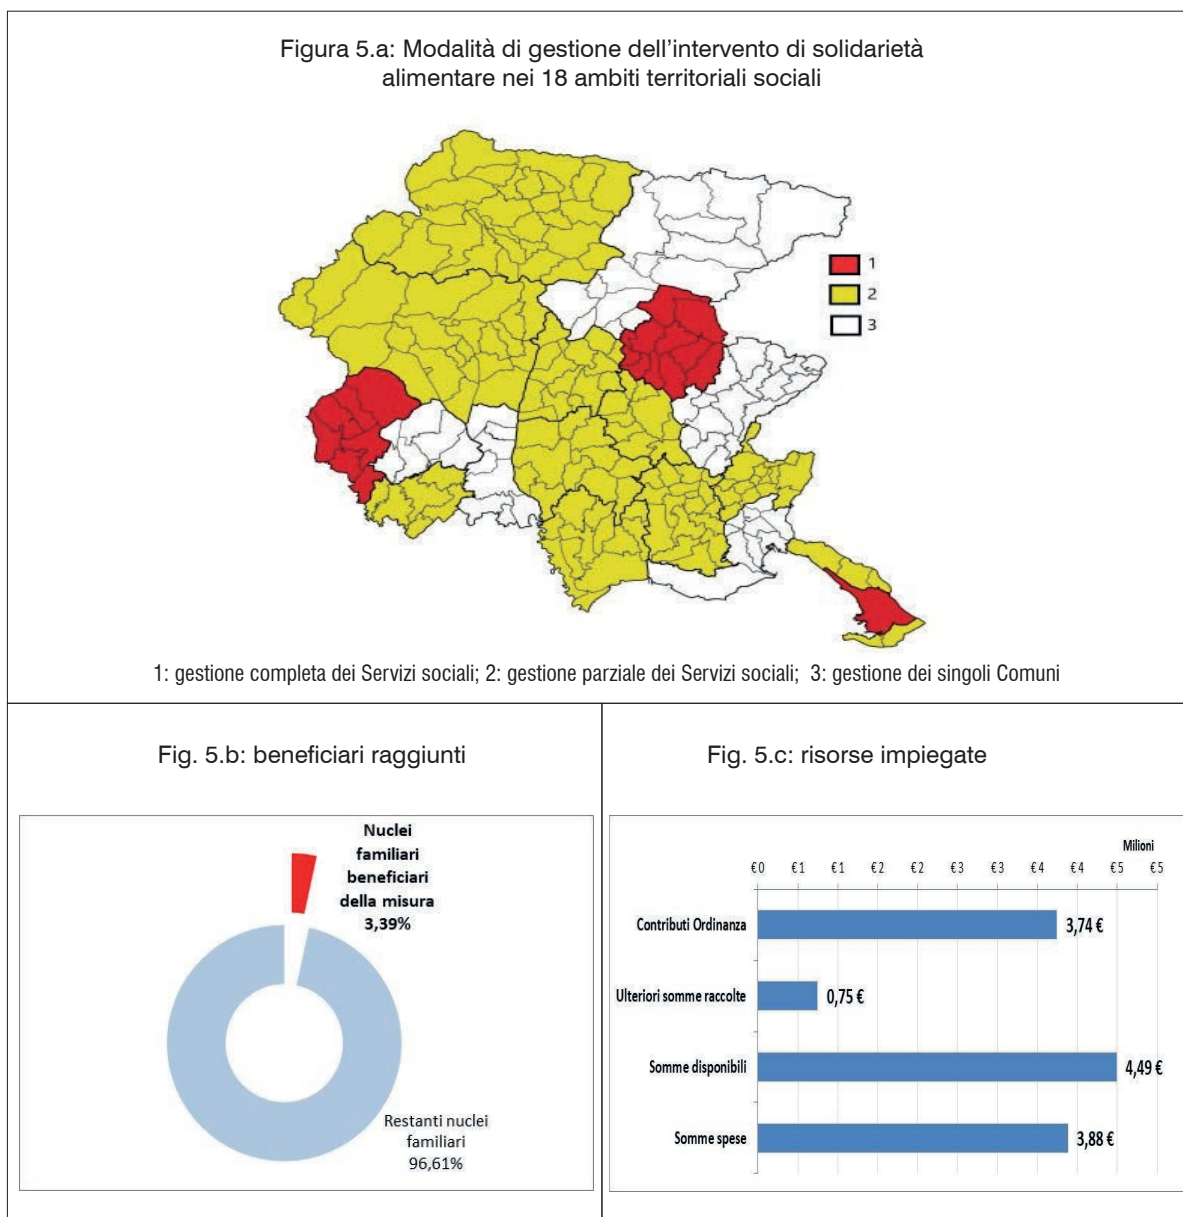 Figura 5.a: Modalità di gestione dell'intervento di solidarietà
alimentare nei 18 ambiti territoriali sociali
1
2
3
1: gestione completa dei Servizi sociali; 2: gestione parziale dei Servizi sociali; 3: gestione dei singoli Comuni
Fig. 5.b: beneficiari raggiunti
Nuclei
familiari
beneficiari
della misura
3,39%
Restanti nuclei
familiari
96,61%
Fig. 5.c: risorse impiegate
Milioni
€0 €1 €1 €2 €2 €3 €3 €4 €4 €5 €5
Contributi Ordinanza 3,74 €
Ulteriori somme raccolte 0,75 €
Somme disponibili 4,49 €
Somme spese 3,88 €